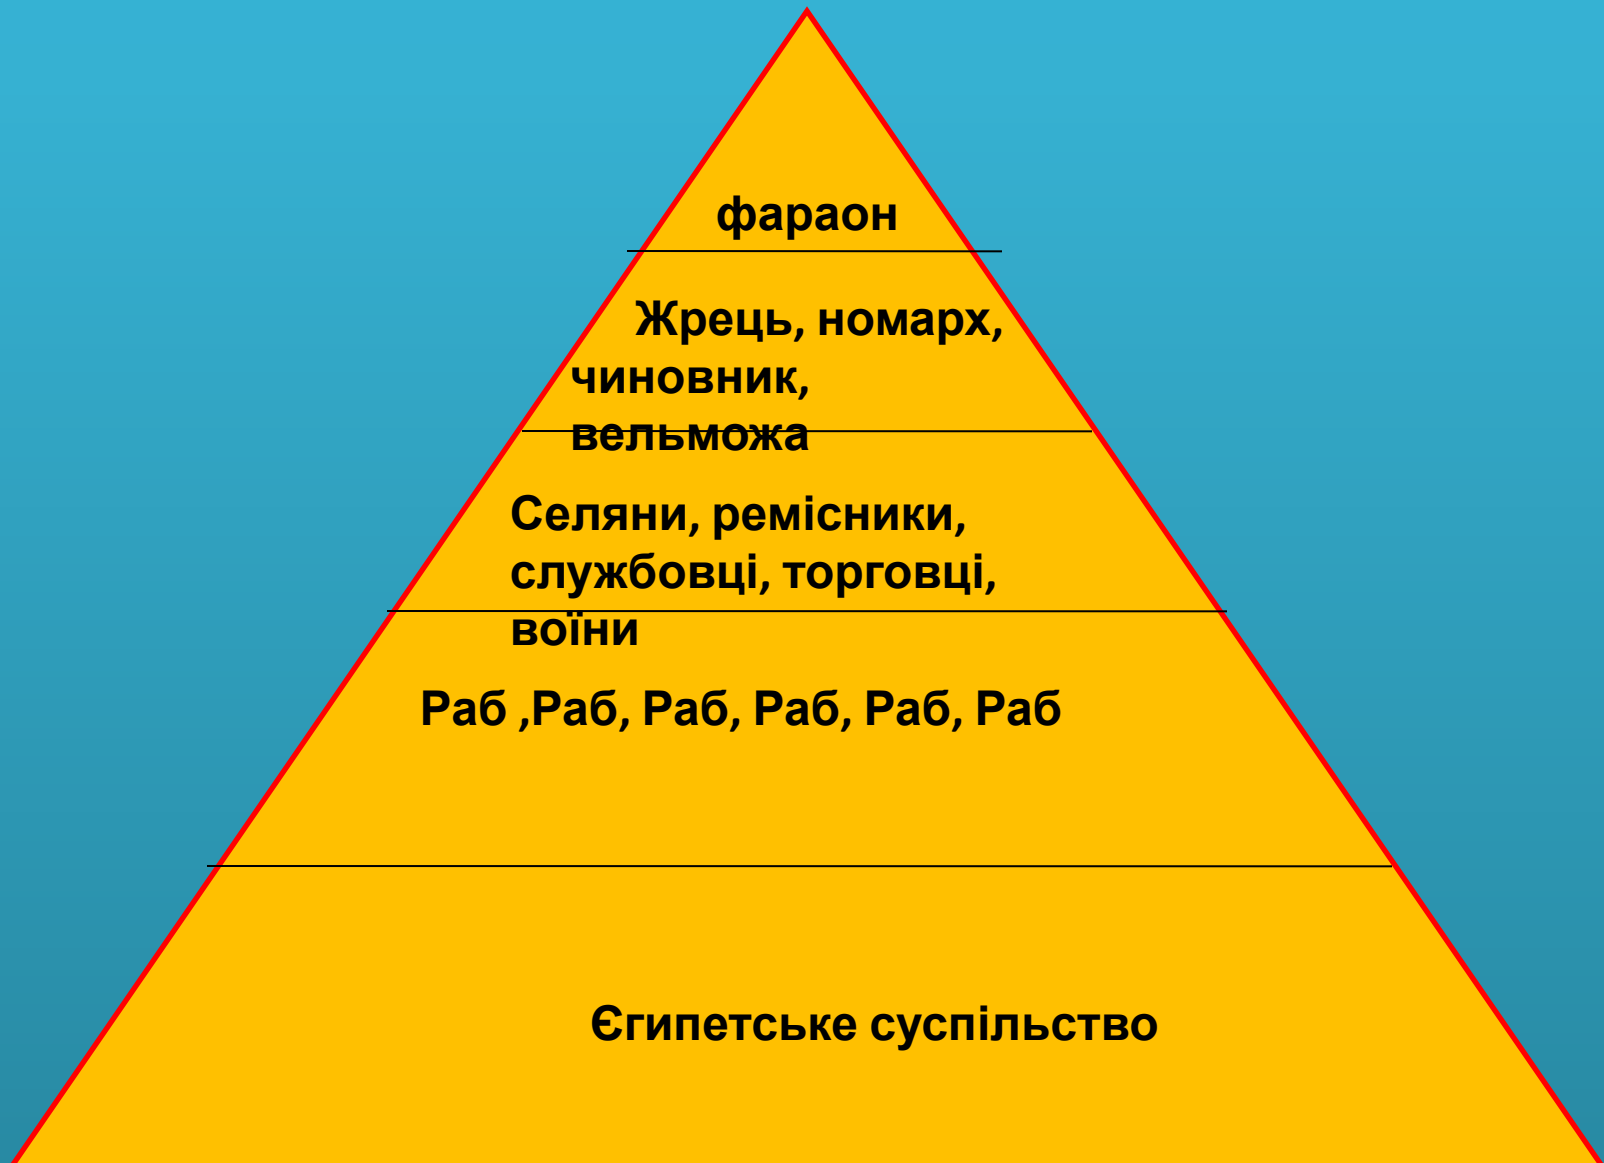 фараон
Жрець, номарх,
чиновник,
вельможа
Селяни, ремісники,
службовці, торговці,
воїни
Раб ,Раб, Раб, Раб, Раб, Раб
Єгипетське суспільство